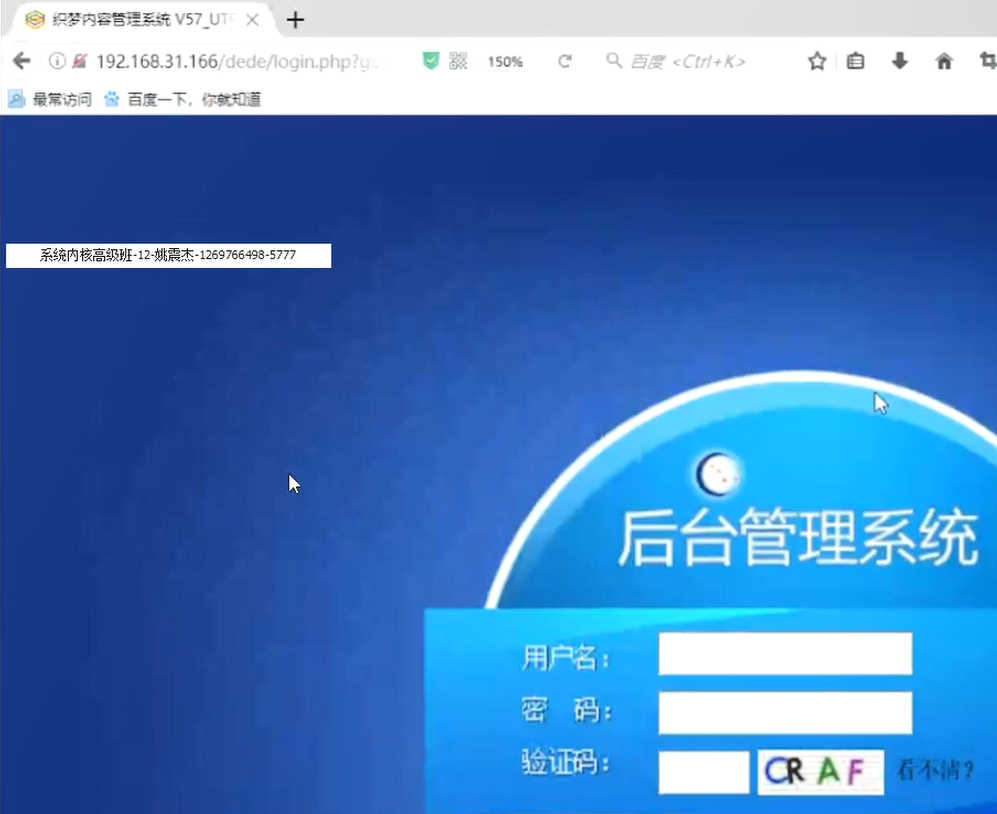 织梦内容管理系统 V57_UTF
192.168.31.166/dede/login.php?go
150%
百度 <Ctrl+K>
最常访问
百度一下，你就知道
系统内核高级班-12-姚震杰-1269766498-5777
后台管理系统
用户名：
密 码：
验证码：
CRAF
看不清？